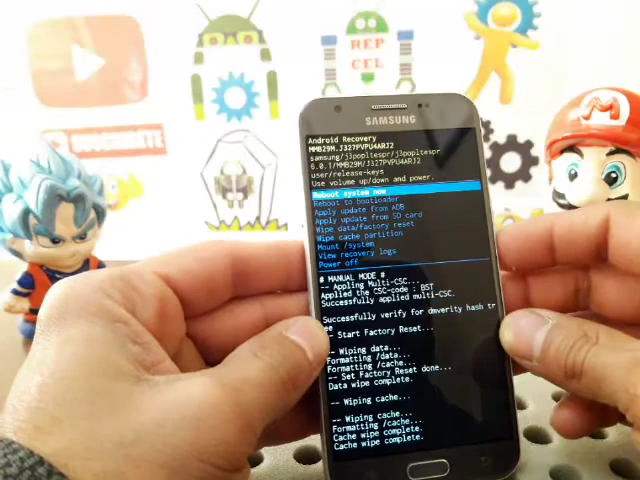 REP
CEL
SUSCRIBETE
M
SAMSUNG
Android Recovery
MMB29M.J327PVPU4ARJ2
samsung/j3popltespr/j3popltespr
6.0.1/MMB29M/J327PVPU4ARJ2
user/release-keys
Use volume up/down and power.
Reboot system now
Reboot to bootloader
Apply update from ADB
Apply update from SD card
Wipe data/factory reset
Wipe cache partition
Mount /system
View recovery logs
Power off
# MANUAL MODE #
-- Appling Multi-CSC...
Applied the CSC-code : BST
Successfully applied multi-CSC.
Successfully verify for dmverity hash tr
ee
-- Start Factory Reset...
-- Wiping data...
Formatting /data...
Formatting /cache...
-- Set Factory Reset done...
Data wipe complete.
-- Wiping cache...
-- Wiping cache...
Formatting /cache...
Cache wipe complete.
Cache wipe complete.